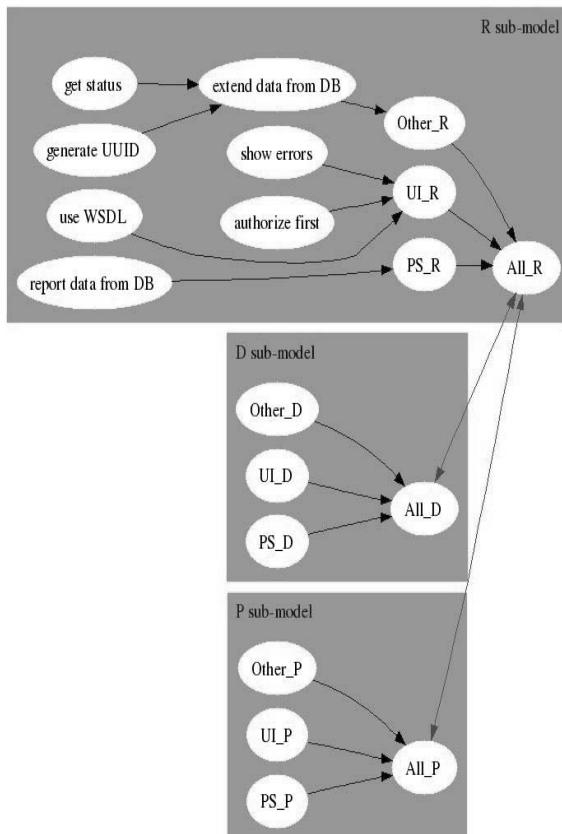 R sub-model
get status
extend data from DB
Other_R
generate UUID
show errors
UI_R
use WSDL
authorize first
PS_R
All_R
report data from DB
D sub-model
Other_D
UI_D
All_D
PS_D
P sub-model
Other_P
UI_P
All_P
PS_P